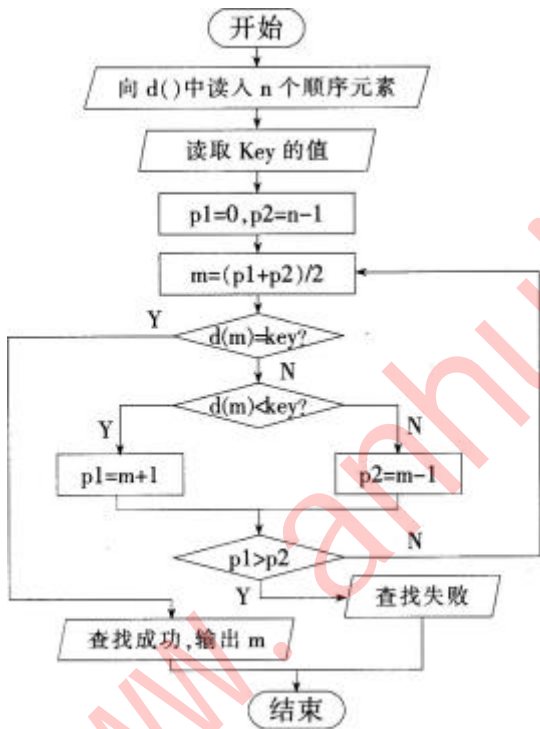 开始
向 d()中读入 n 个顺序元素
读取 Key 的值
p1=0,p2=n-1
m=(p1+p2)/2
Y
d(m)=key?
N
d(m)<key?
Y
N
p1=m+1
p2=m-1
p1>p2
N
Y
查找失败
查找成功,输出 m
结束
www.anhu